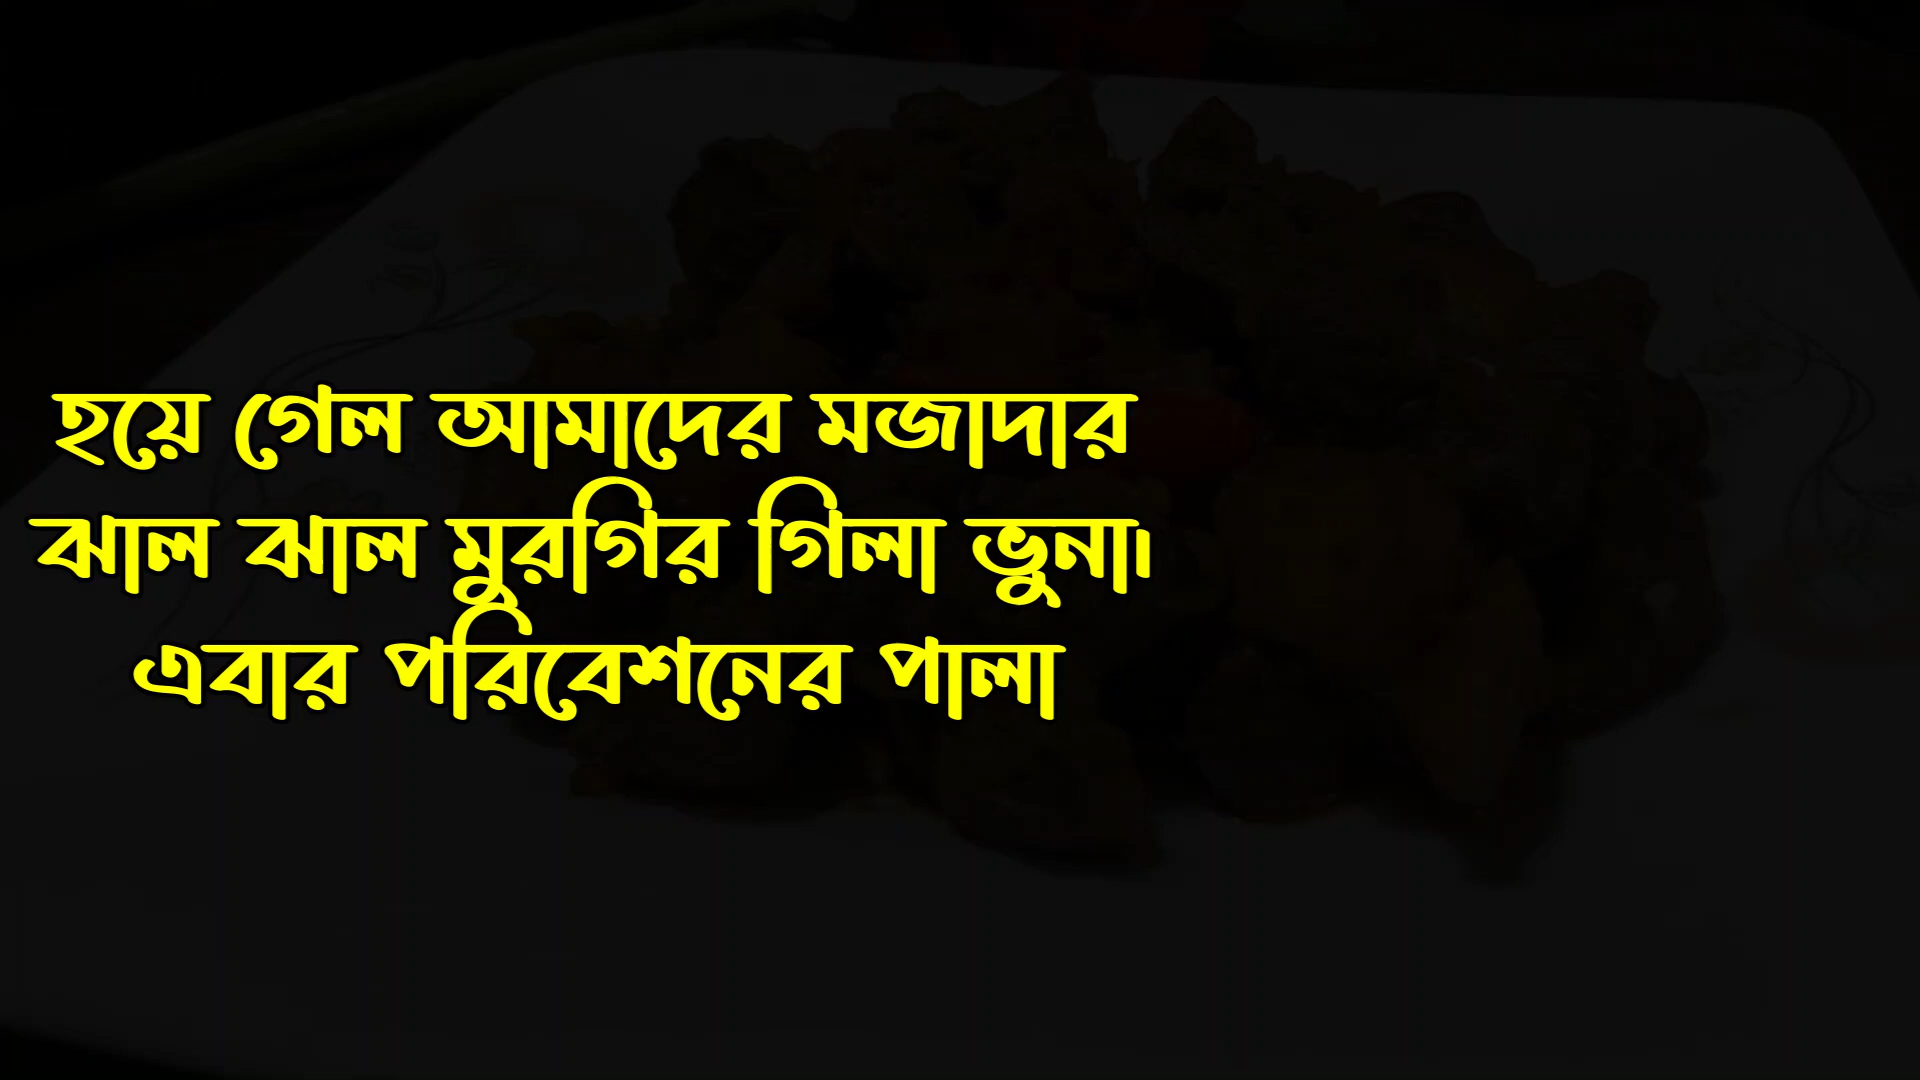 হয়ে গেল আমাদের মজাদার
ঝাল ঝাল মুরগির গিলা ভুনা।
এবার পরিবেশনের পালা